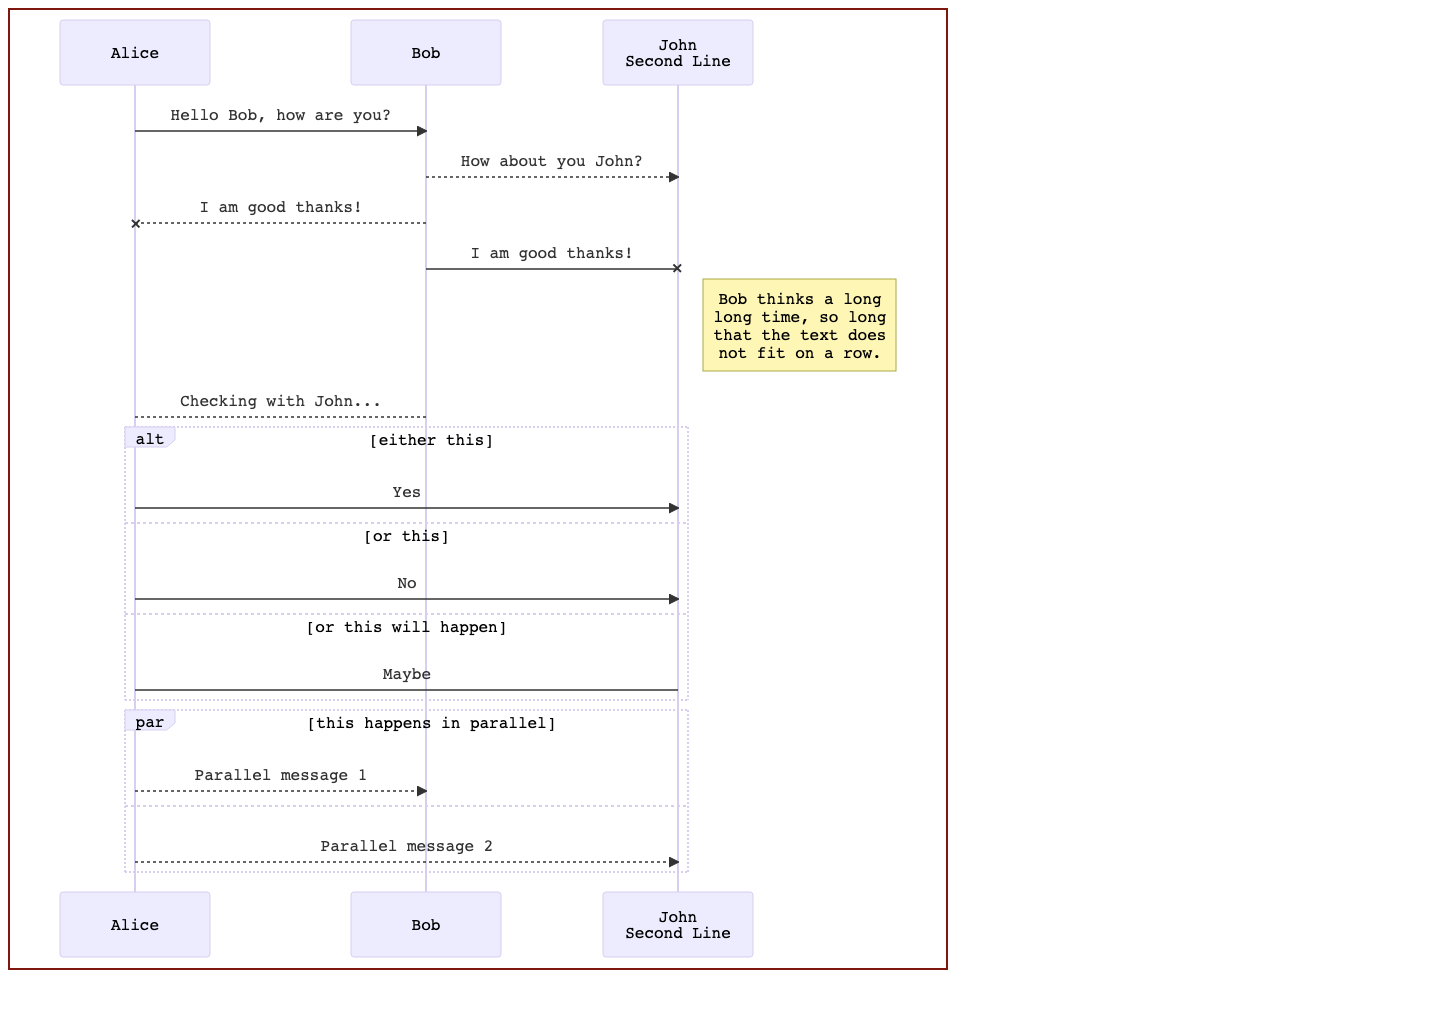 Alice
Bob
John
Second Line
Hello Bob, how are you?
How about you John?
I am good thanks!
I am good thanks!
Bob thinks a long
long time, so long
that the text does
not fit on a row.
Checking with John...
alt
[either this]
Yes
[or this]
No
[or this will happen]
Maybe
par
[this happens in parallel]
Parallel message 1
Parallel message 2
Alice
Bob
John
Second Line